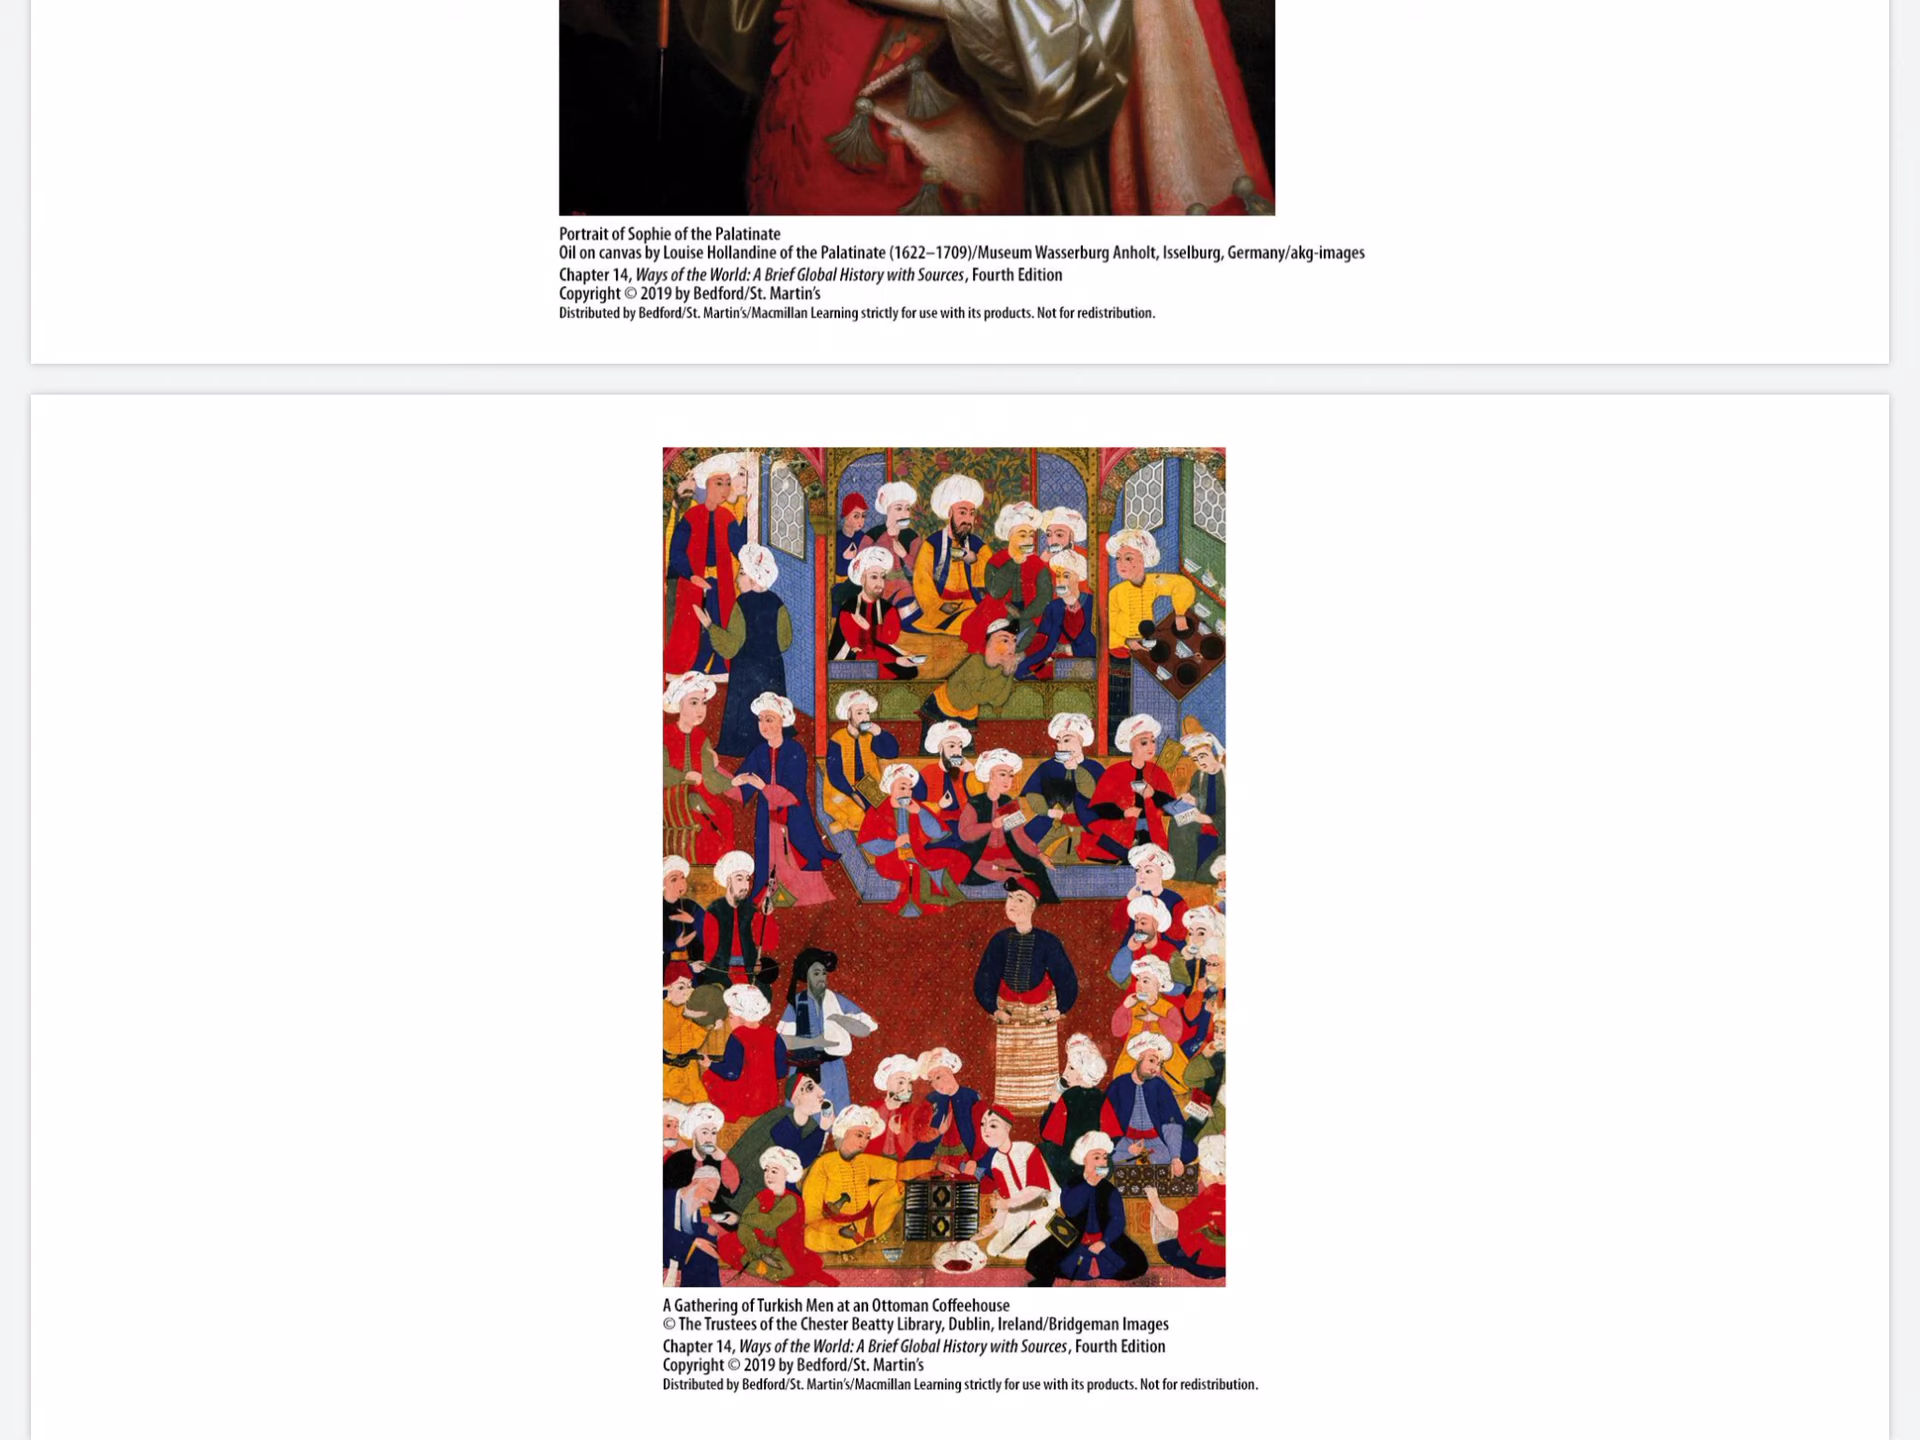 Portrait of Sophie of the Palatinate
Oil on canvas by Louise Hollandine of the Palatinate (1622–1709)/Museum Wasserburg Anholt, Isselburg, Germany/akg-images
Chapter 14, Ways of the World: A Brief Global History with Sources, Fourth Edition
Copyright © 2019 by Bedford/St. Martin’s
Distributed by Bedford/St. Martin’s/Macmillan Learning strictly for use with its products. Not for redistribution.
A Gathering of Turkish Men at an Ottoman Coffeehouse
© The Trustees of the Chester Beatty Library, Dublin, Ireland/Bridgeman Images
Chapter 14, Ways of the World: A Brief Global History with Sources, Fourth Edition
Copyright © 2019 by Bedford/St. Martin’s
Distributed by Bedford/St. Martin’s/Macmillan Learning strictly for use with its products. Not for redistribution.